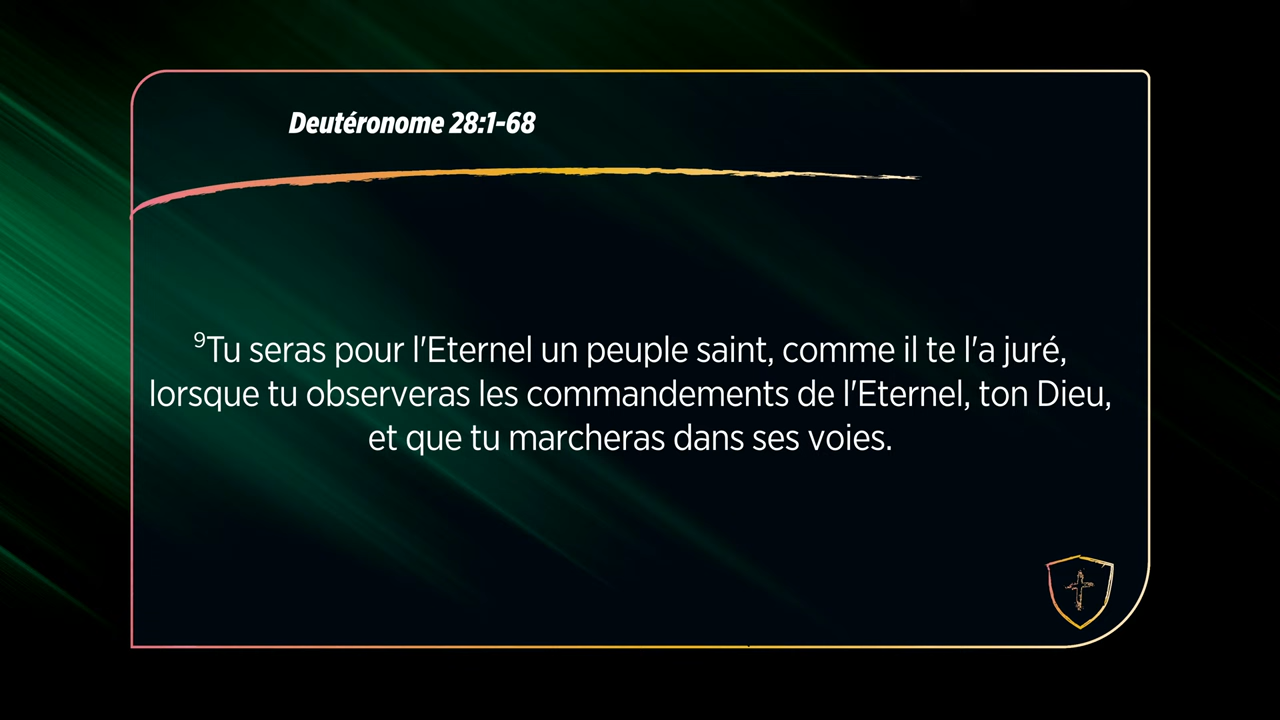 Deutéronome 28:1-68
⁹Tu seras pour l'Eternel un peuple saint, comme il te l'a juré,
lorsque tu observeras les commandements de l'Eternel, ton Dieu,
et que tu marcheras dans ses voies.